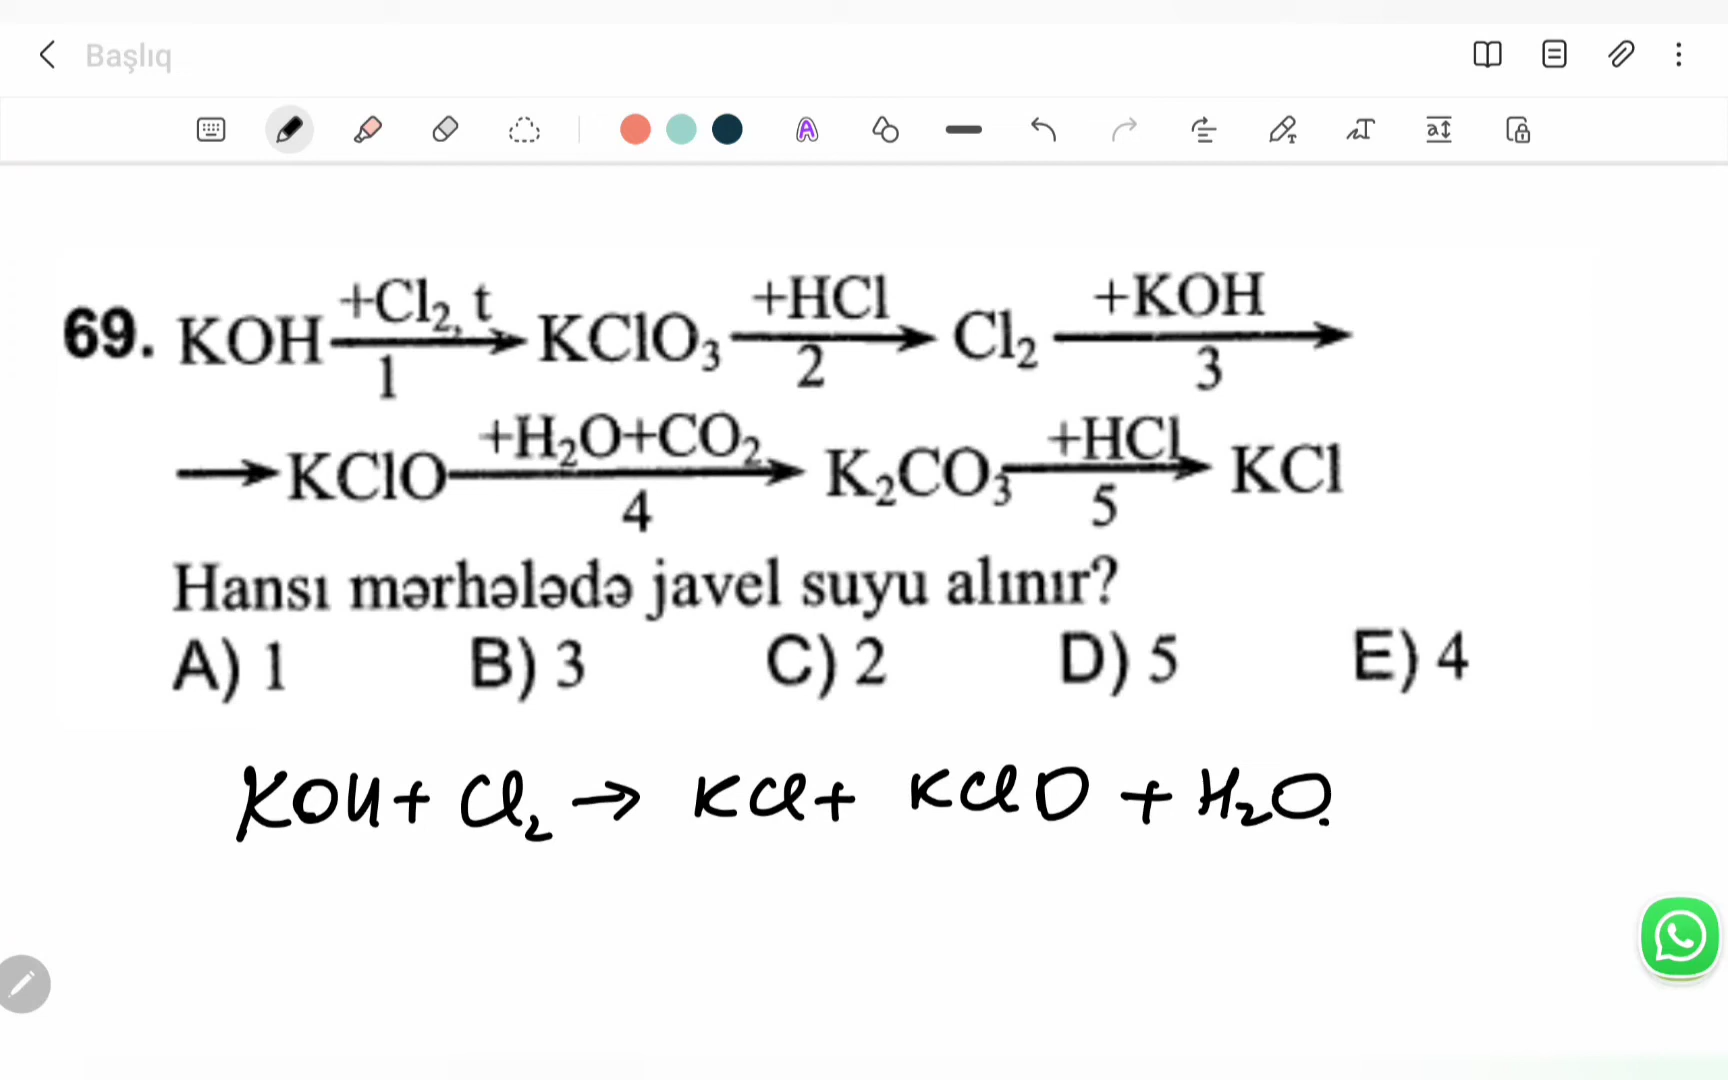 Başlıq
69. KOH +Cl₂, t → 1 KClO₃ +HCl → 2 Cl₂ +KOH → 3
→ KClO +H₂O+CO₂ → 4 K₂CO₃ +HCl → 5 KCl
Hansı mərhələdə javel suyu alınır?
A) 1 B) 3 C) 2 D) 5 E) 4
KOH + Cl₂ → KCl + KClO + H₂O.